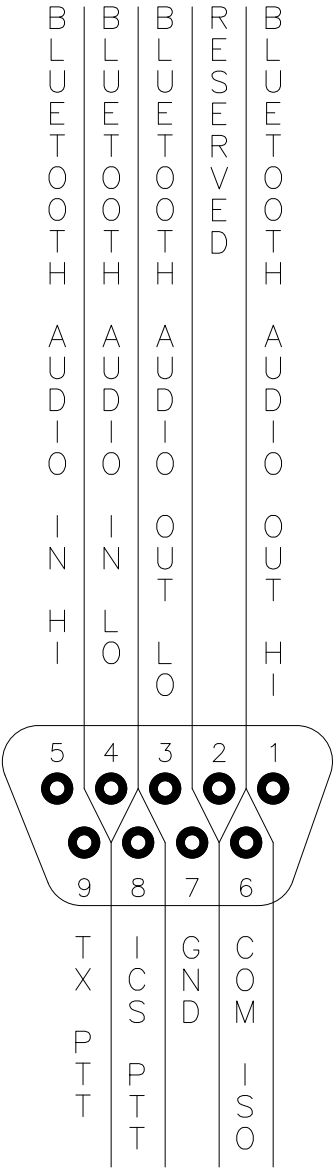 BLUETOOTH AUDIO IN HI
BLUETOOTH AUDIO IN LO
BLUETOOTH AUDIO OUT LO
RESERVED
BLUETOOTH AUDIO OUT HI
5 4 3 2 1
9 8 7 6
TX PTT
ICS PTT
GND
COM ISO